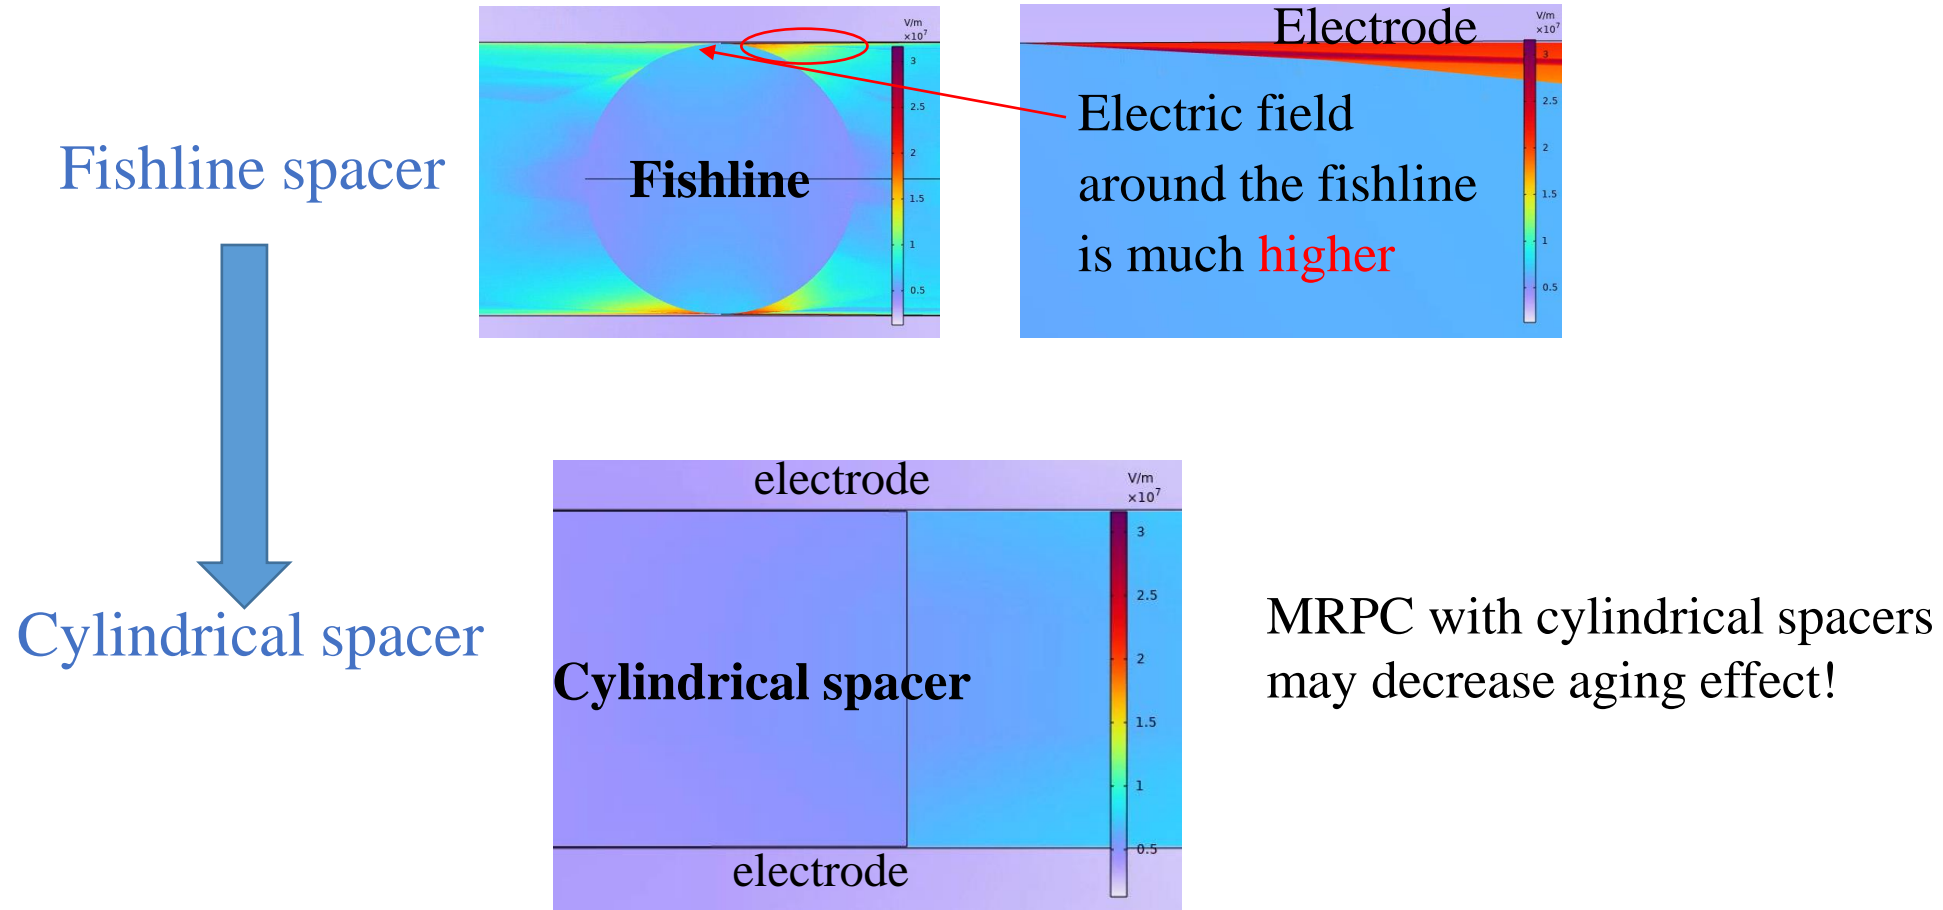 Fishline spacer
V/m
×10⁷
3
2.5
2
1.5
1
0.5
Fishline
Electrode
V/m
×10⁷
3
2.5
2
1.5
1
0.5
Electric field
around the fishline
is much higher
Cylindrical spacer
electrode
V/m
×10⁷
3
2.5
2
1.5
1
0.5
Cylindrical spacer
electrode
MRPC with cylindrical spacers
may decrease aging effect!